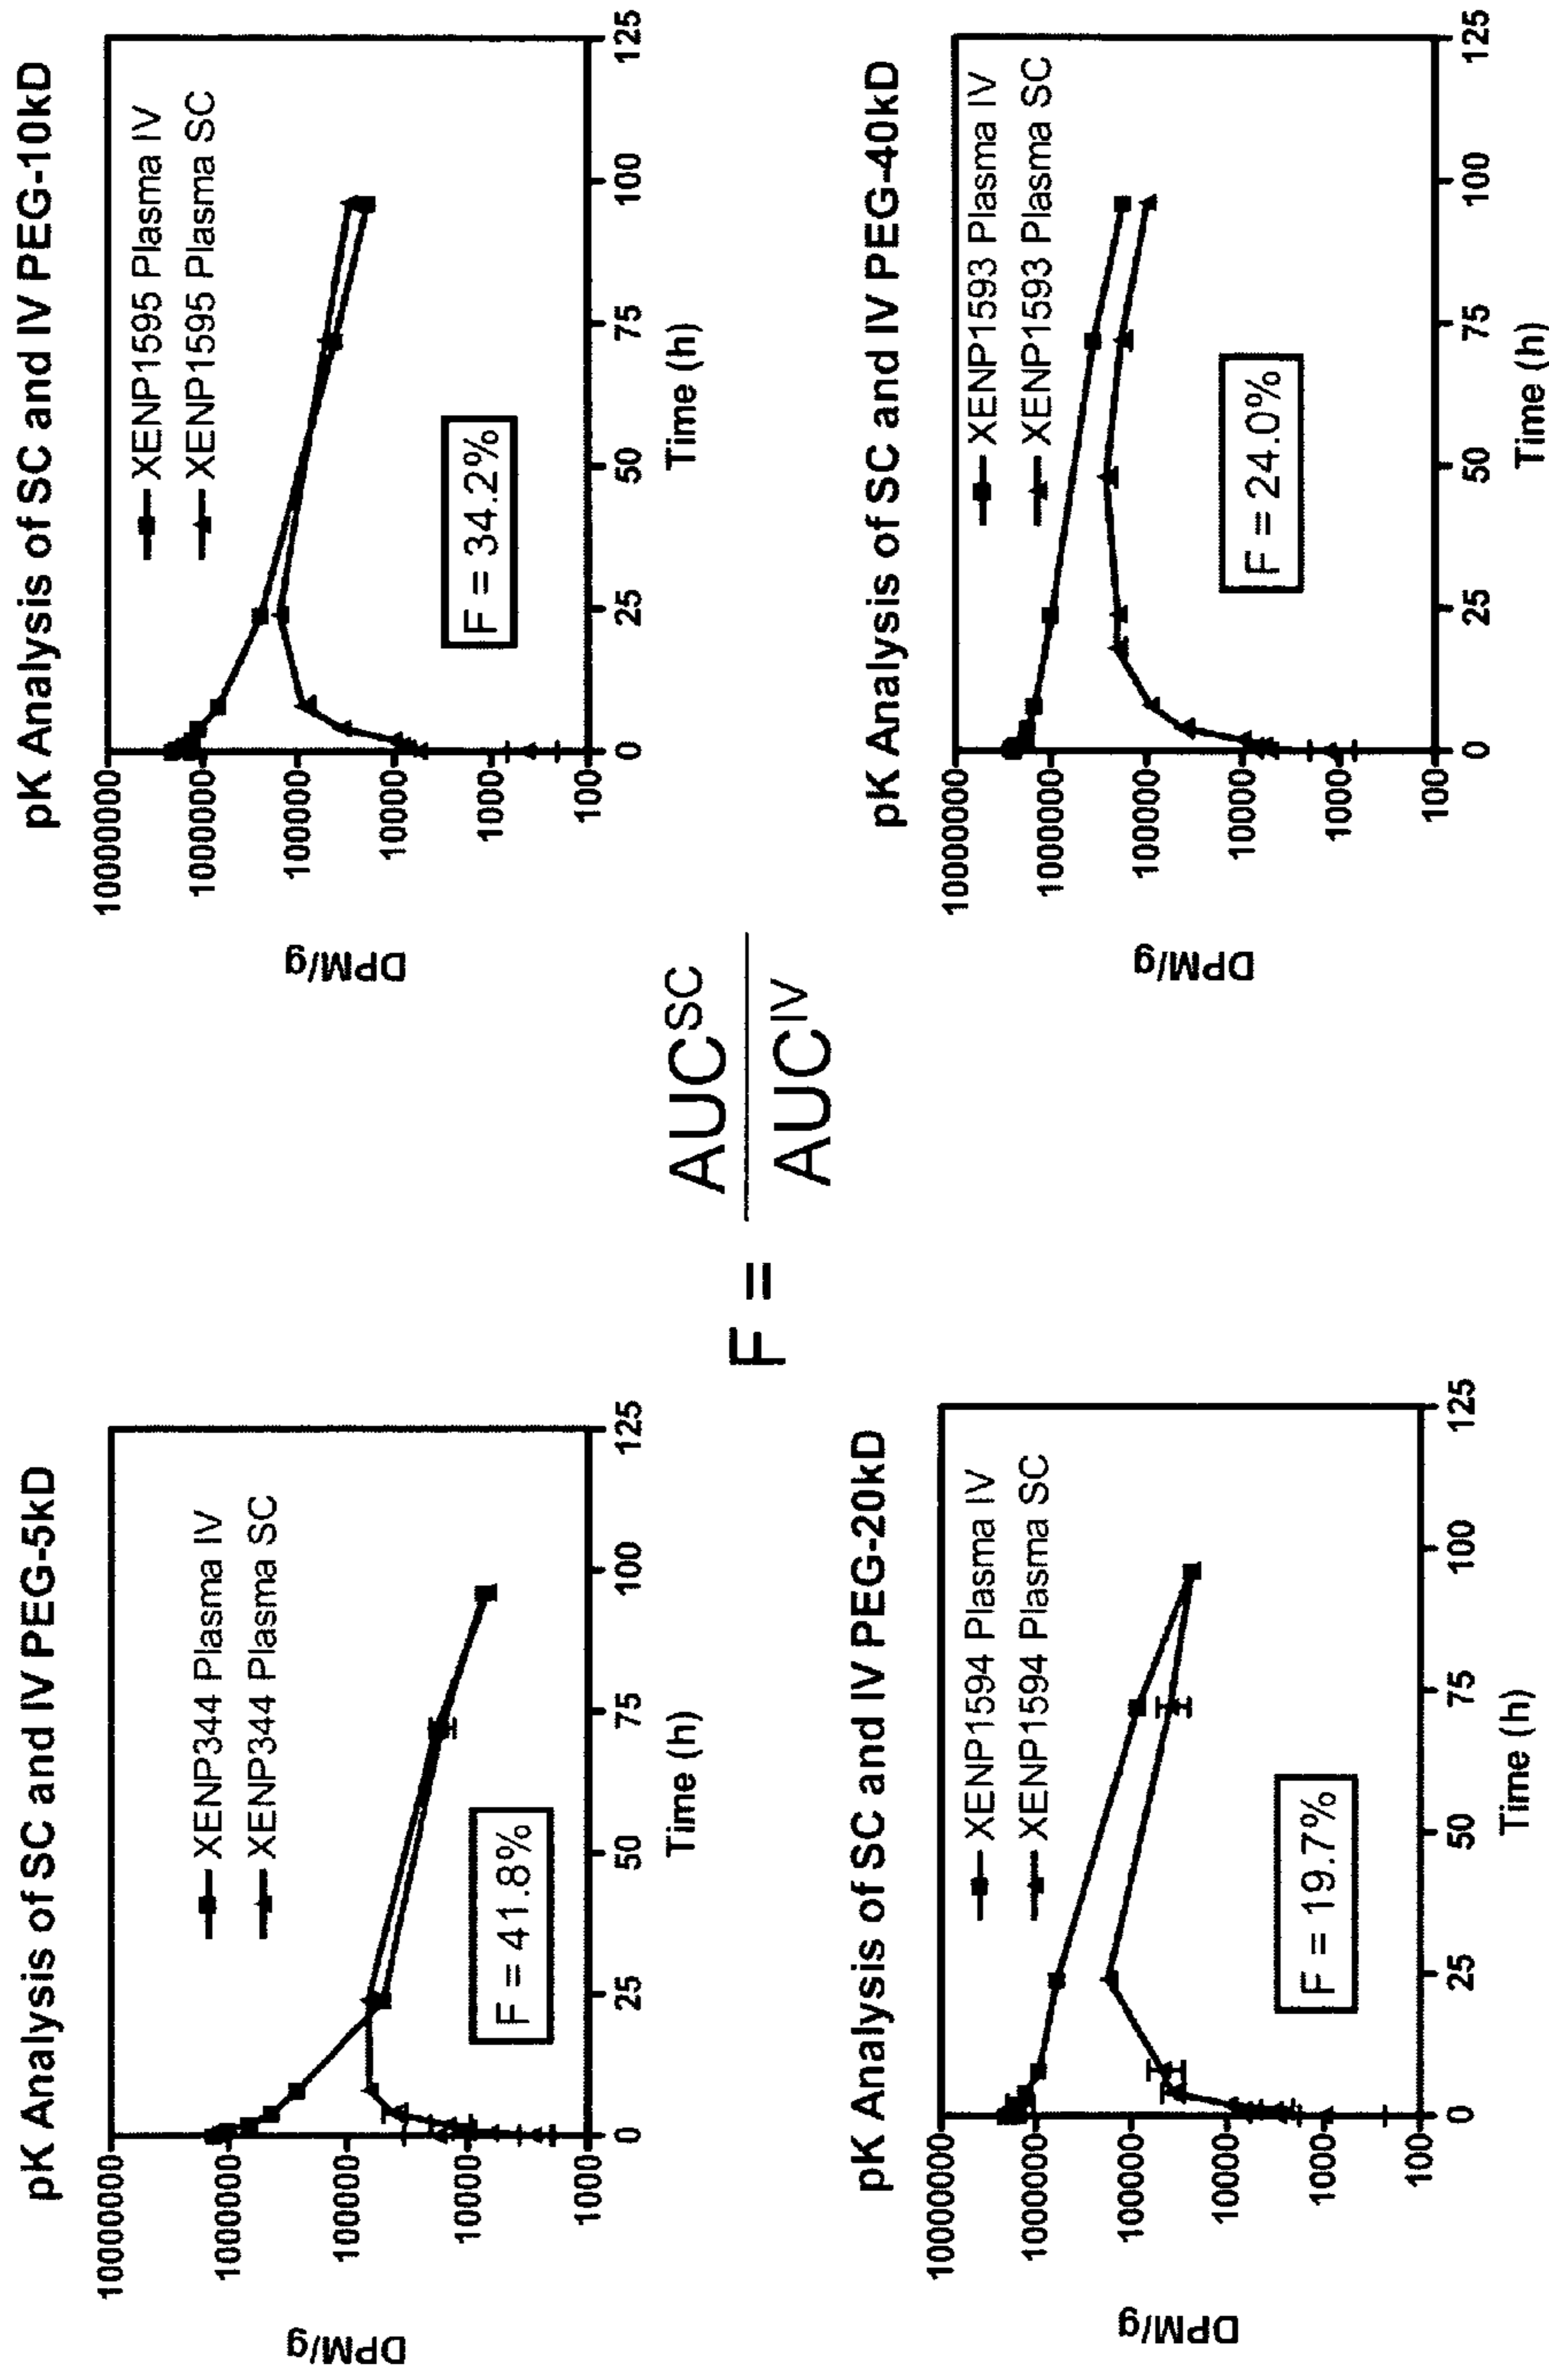 pK Analysis of SC and IV PEG-5kD
XENP344 Plasma IV
XENP344 Plasma SC
10000000
1000000
100000
10000
1000
DPM/g
F = 41.8%
0 25 50 75 100 125
Time (h)
pK Analysis of SC and IV PEG-10kD
XENP1595 Plasma IV
XENP1595 Plasma SC
10000000
1000000
100000
10000
1000
100
DPM/g
F = 34.2%
0 25 50 75 100 125
Time (h)
F = AUC^SC
AUC^IV
pK Analysis of SC and IV PEG-20kD
XENP1594 Plasma IV
XENP1594 Plasma SC
10000000
1000000
100000
10000
1000
100
DPM/g
F = 19.7%
0 25 50 75 100 125
Time (h)
pK Analysis of SC and IV PEG-40kD
XENP1593 Plasma IV
XENP1593 Plasma SC
10000000
1000000
100000
10000
1000
100
DPM/g
F = 24.0%
0 25 50 75 100 125
Time (h)